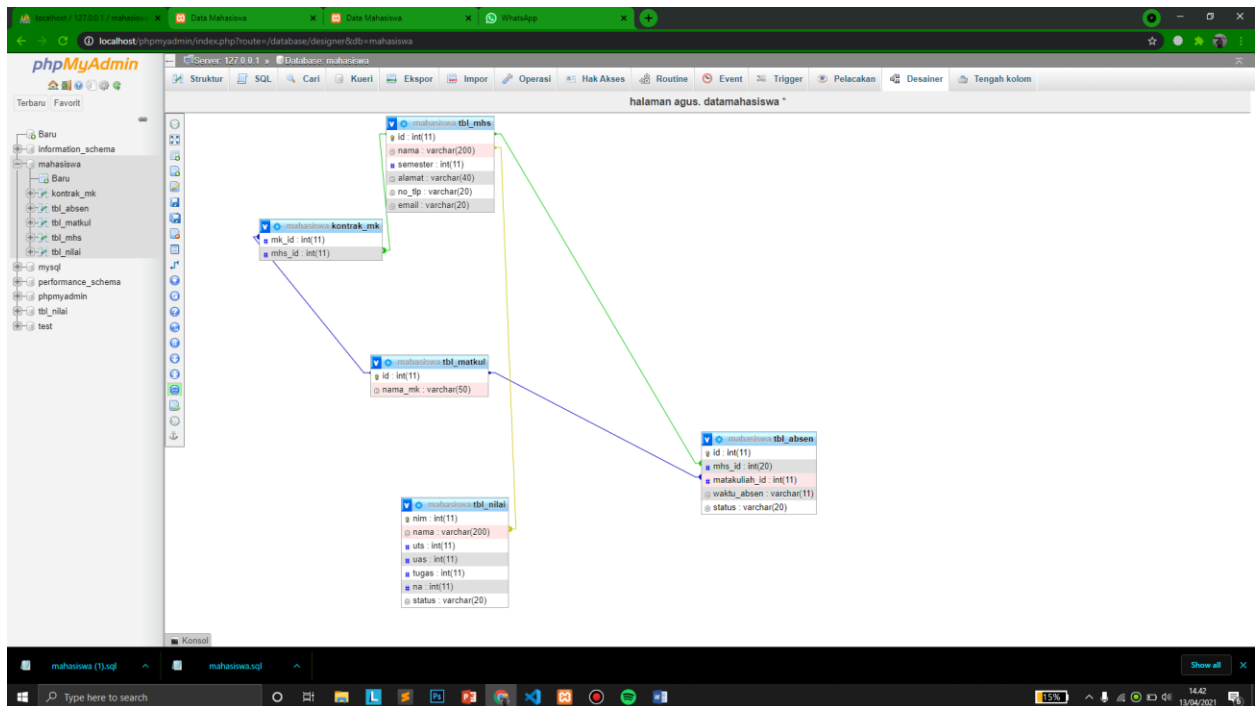 localhost / 127.0.0.1 / mahasiswa
Data Mahasiswa
Data Mahasiswa
WhatsApp
localhost/phpmyadmin/index.php?route=/database/designer&db=mahasiswa
phpMyAdmin
Terbaru Favorit
Baru
information_schema
mahasiswa
Baru
kontrak_mk
tbl_absen
tbl_matkul
tbl_mhs
tbl_nilai
mysql
performance_schema
phpmyadmin
tbl_nilai
test
Server: 127.0.0.1 » Database: mahasiswa
Struktur SQL Cari Kueri Ekspor Impor Operasi Hak Akses Routine Event Trigger Pelacakan Desainer Tengah kolom
halaman agus. datamahasiswa *
mahasiswa tbl_mhs
id : int(11)
nama : varchar(200)
semester : int(11)
alamat : varchar(40)
no_tlp : varchar(20)
email : varchar(20)
mahasiswa kontrak_mk
mk_id : int(11)
mhs_id : int(11)
mahasiswa tbl_matkul
id : int(11)
nama_mk : varchar(50)
mahasiswa tbl_absen
id : int(11)
mhs_id : int(20)
matakuliah_id : int(11)
waktu_absen : varchar(11)
status : varchar(20)
mahasiswa tbl_nilai
nim : int(11)
nama : varchar(200)
uts : int(11)
uas : int(11)
tugas : int(11)
na : int(11)
status : varchar(20)
Konsol
mahasiswa (1).sql
mahasiswa.sql
Show all
Type here to search
15%
14.42
13/04/2021